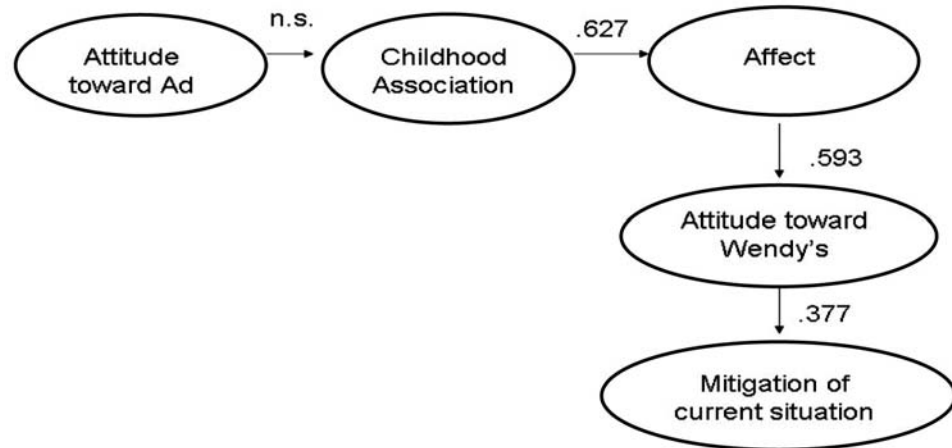 n.s.
.627
Attitude
toward Ad
Childhood
Association
Affect
.593
Attitude toward
Wendy's
.377
Mitigation of
current situation